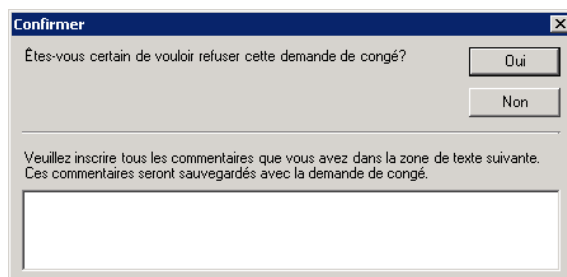 Confirmer
Êtes-vous certain de vouloir refuser cette demande de congé?
Oui
Non
Veuillez inscrire tous les commentaires que vous avez dans la zone de texte suivante.
Ces commentaires seront sauvegardés avec la demande de congé.